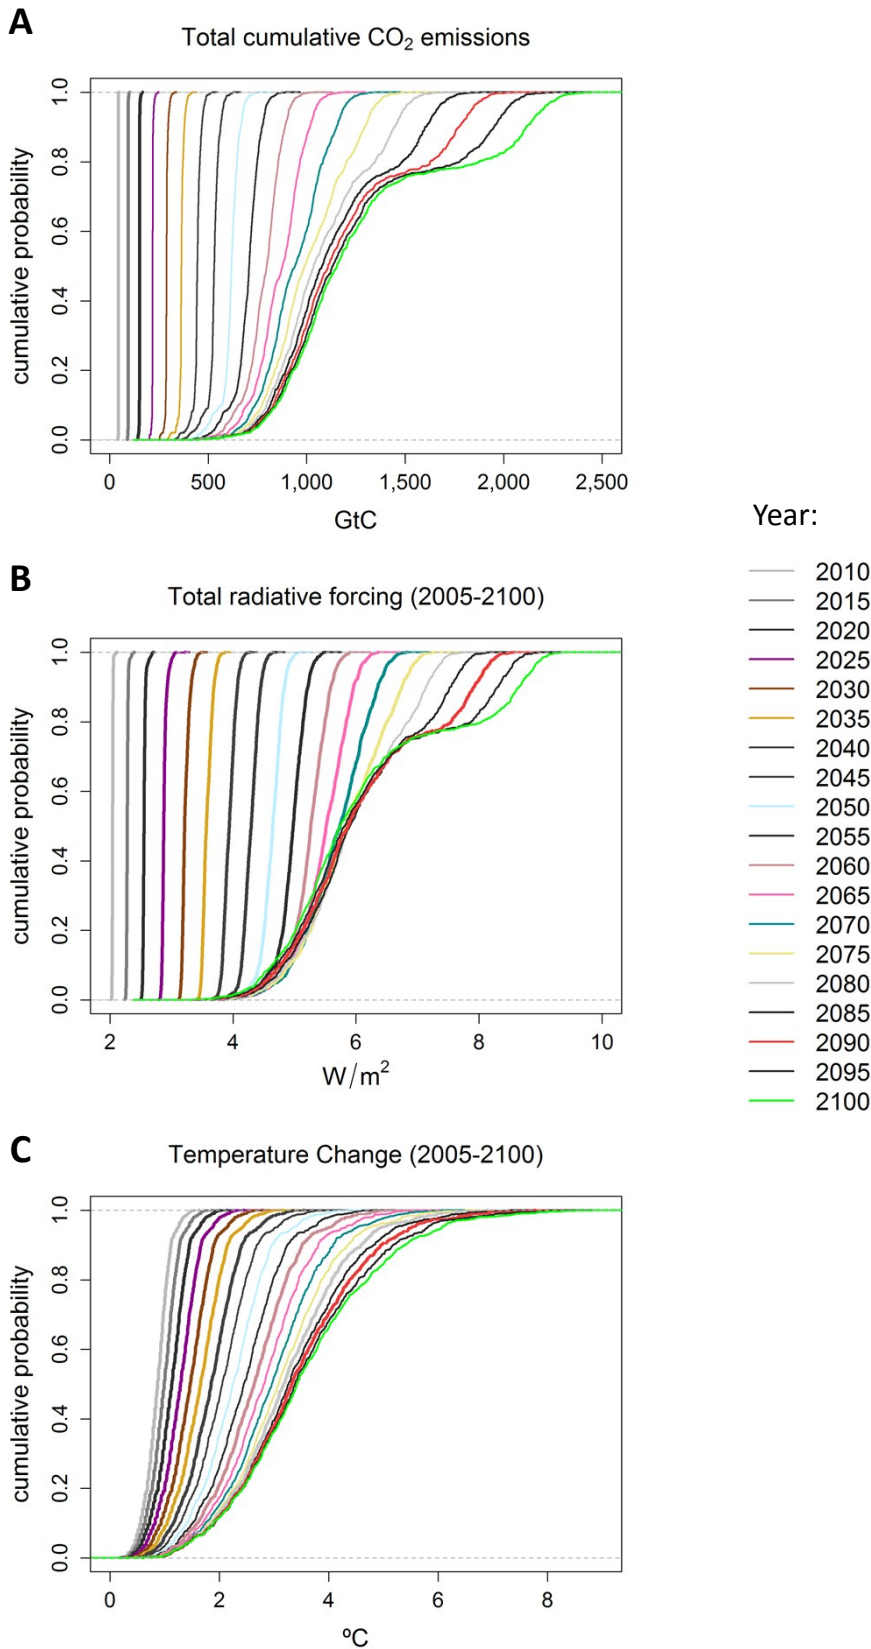 A
Total cumulative CO₂ emissions
cumulative probability
1.0
0.8
0.6
0.4
0.2
0.0
0 500 1,000 1,500 2,000 2,500
GtC
Year:
2010
2015
2020
2025
2030
2035
2040
2045
2050
2055
2060
2065
2070
2075
2080
2085
2090
2095
2100
B
Total radiative forcing (2005-2100)
cumulative probability
1.0
0.8
0.6
0.4
0.2
0.0
2 4 6 8 10
W/m²
C
Temperature Change (2005-2100)
cumulative probability
1.0
0.8
0.6
0.4
0.2
0.0
0 2 4 6 8
ºC